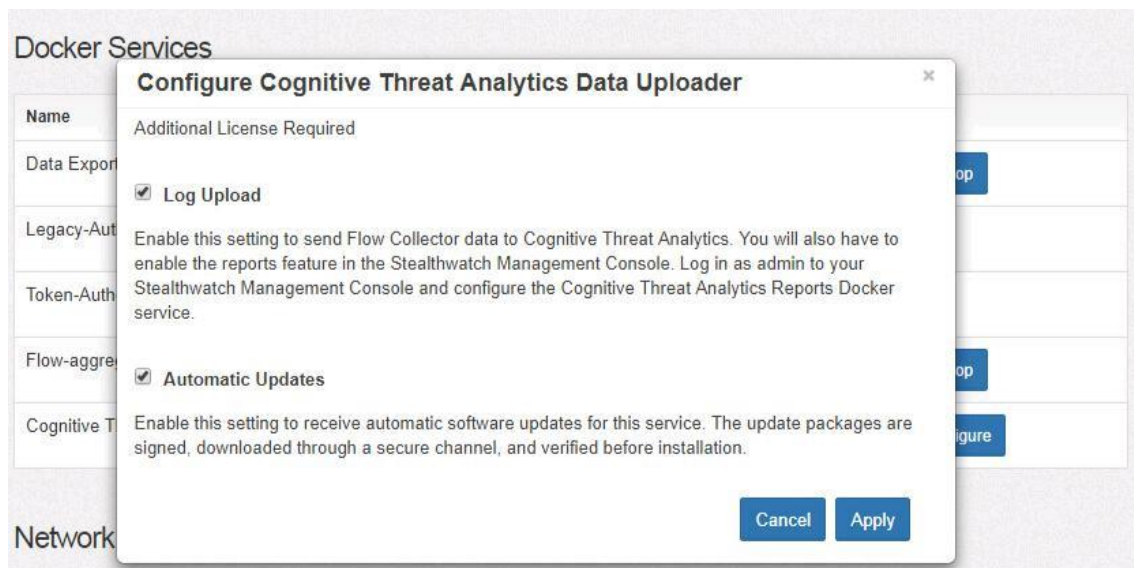 Docker Services
Configure Cognitive Threat Analytics Data Uploader
×
Name
Additional License Required
Data Export
op
Log Upload
Legacy-Aut
Enable this setting to send Flow Collector data to Cognitive Threat Analytics. You will also have to
enable the reports feature in the Stealthwatch Management Console. Log in as admin to your
Stealthwatch Management Console and configure the Cognitive Threat Analytics Reports Docker
service.
Token-Auth
Flow-aggre
op
Automatic Updates
Cognitive T
igure
Enable this setting to receive automatic software updates for this service. The update packages are
signed, downloaded through a secure channel, and verified before installation.
Cancel
Apply
Network